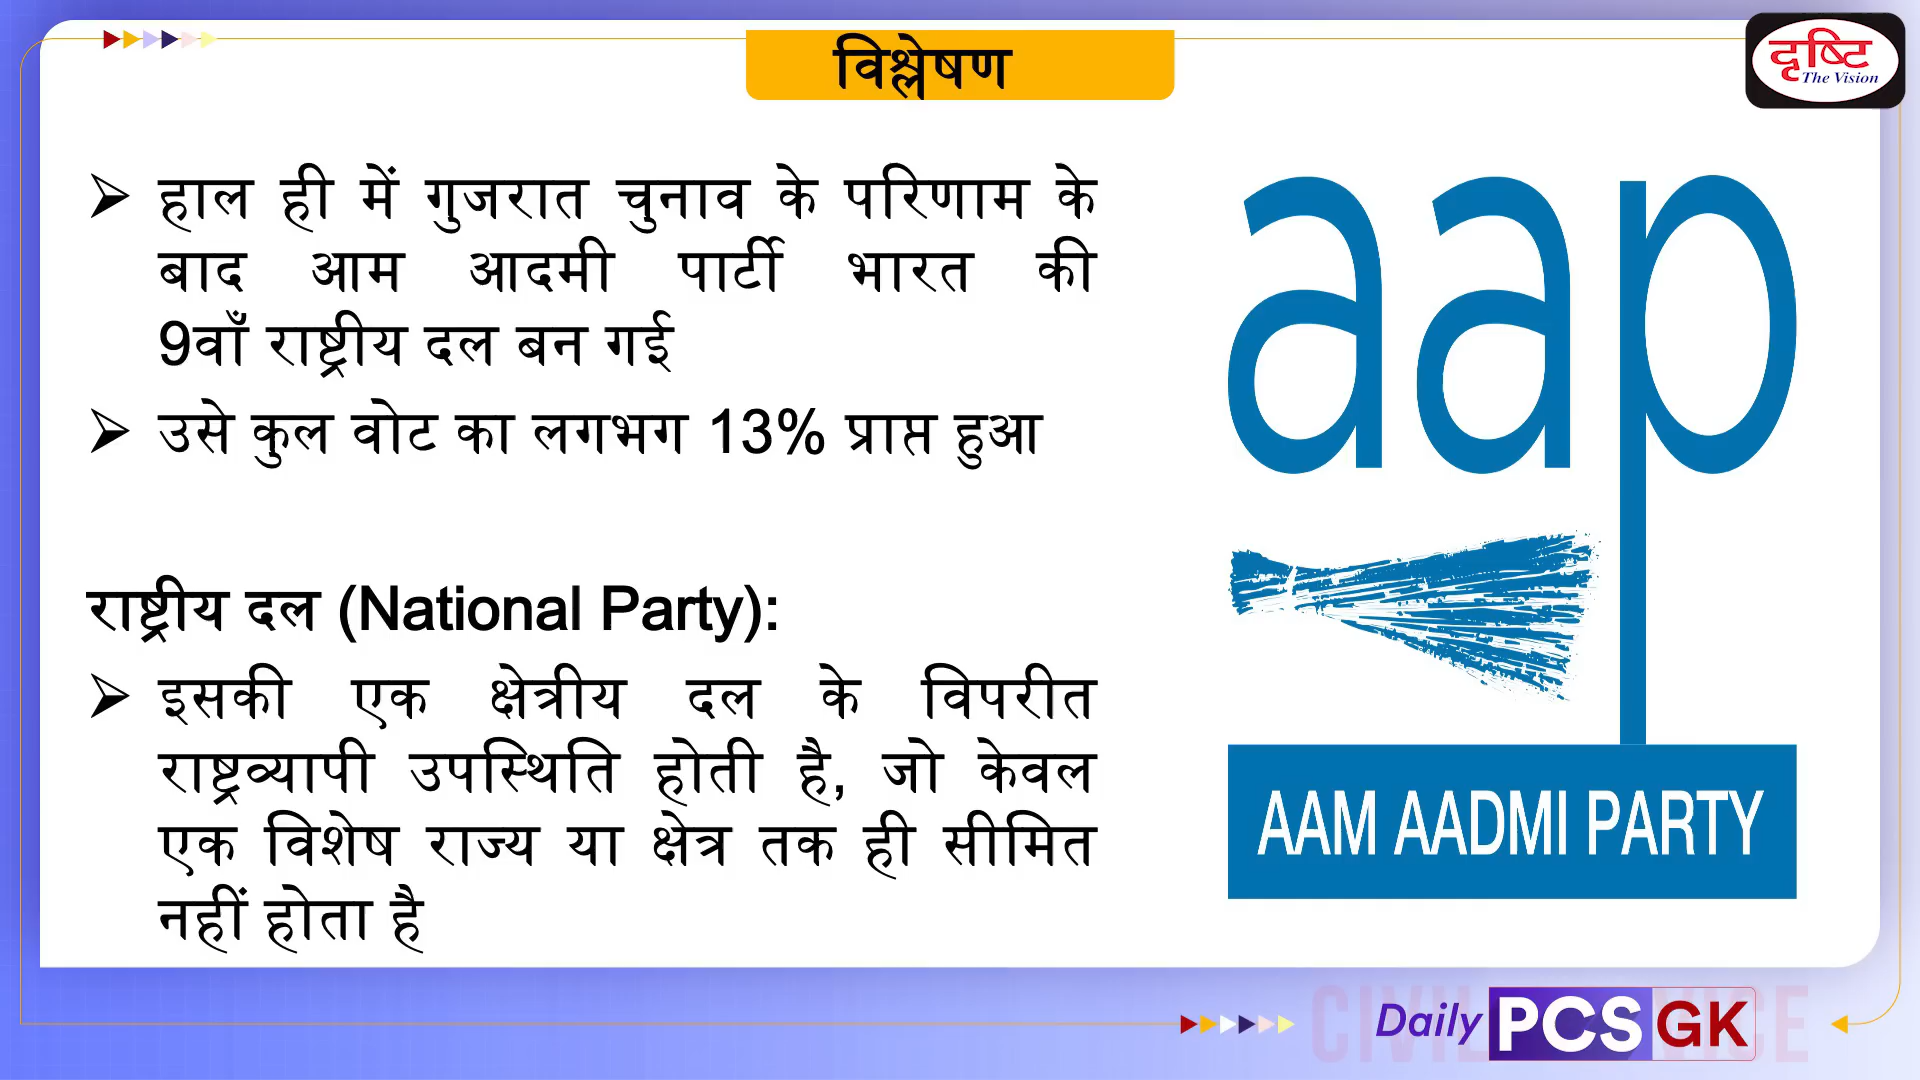 विश्लेषण
दृष्टि
The Vision
हाल ही में गुजरात चुनाव के परिणाम के
बाद आम आदमी पार्टी भारत की
9वाँ राष्ट्रीय दल बन गई
उसे कुल वोट का लगभग 13% प्राप्त हुआ
राष्ट्रीय दल (National Party):
इसकी एक क्षेत्रीय दल के विपरीत
राष्ट्रव्यापी उपस्थिति होती है, जो केवल
एक विशेष राज्य या क्षेत्र तक ही सीमित
नहीं होता है
aap
AAM AADMI PARTY
Daily PCS GK